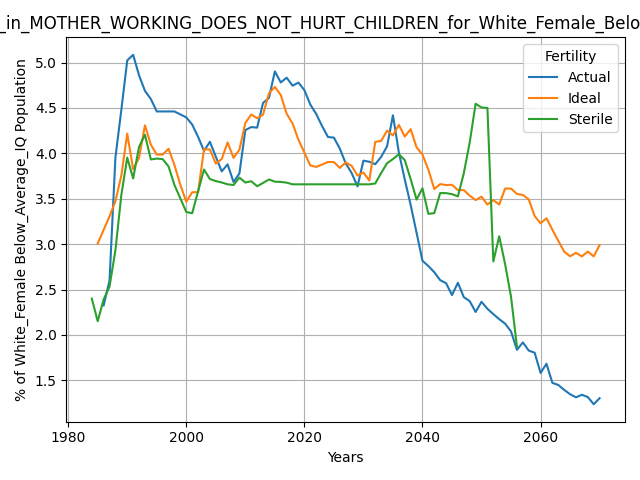 _in_MOTHER_WORKING_DOES_NOT_HURT_CHILDREN_for_White_Female_Belo
Fertility
Actual
Ideal
Sterile
% of White_Female Below_Average_IQ Population
5.0
4.5
4.0
3.5
3.0
2.5
2.0
1.5
1980 2000 2020 2040 2060
Years